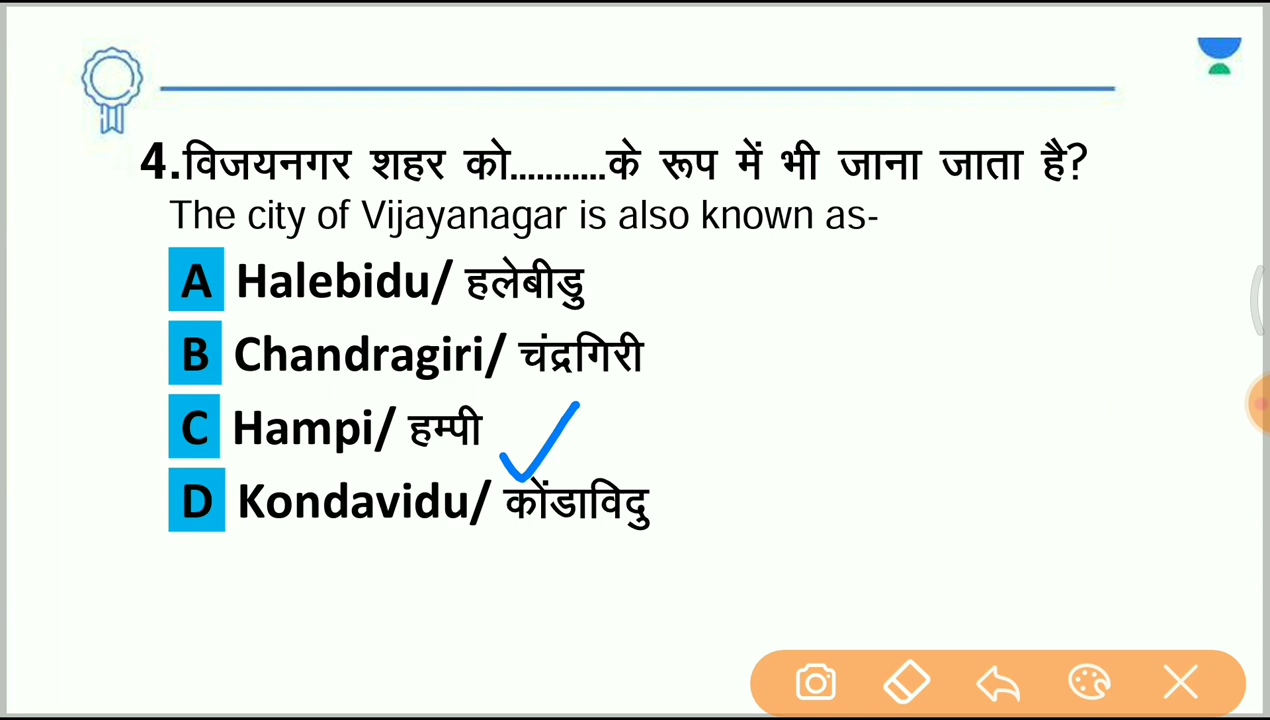 4.विजयनगर शहर को...........के रूप में भी जाना जाता है?
The city of Vijayanagar is also known as-
A Halebidu/ हलेबीडु
B Chandragiri/ चंद्रगिरी
C Hampi/ हम्पी
D Kondavidu/ कोंडाविदु